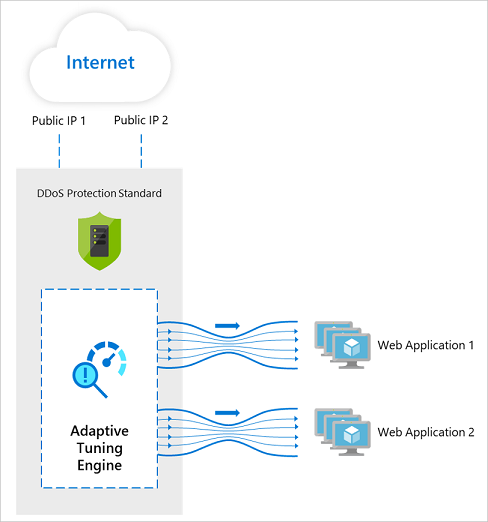 Internet
Public IP 1
Public IP 2
DDoS Protection Standard
Adaptive
Tuning
Engine
Web Application 1
Web Application 2